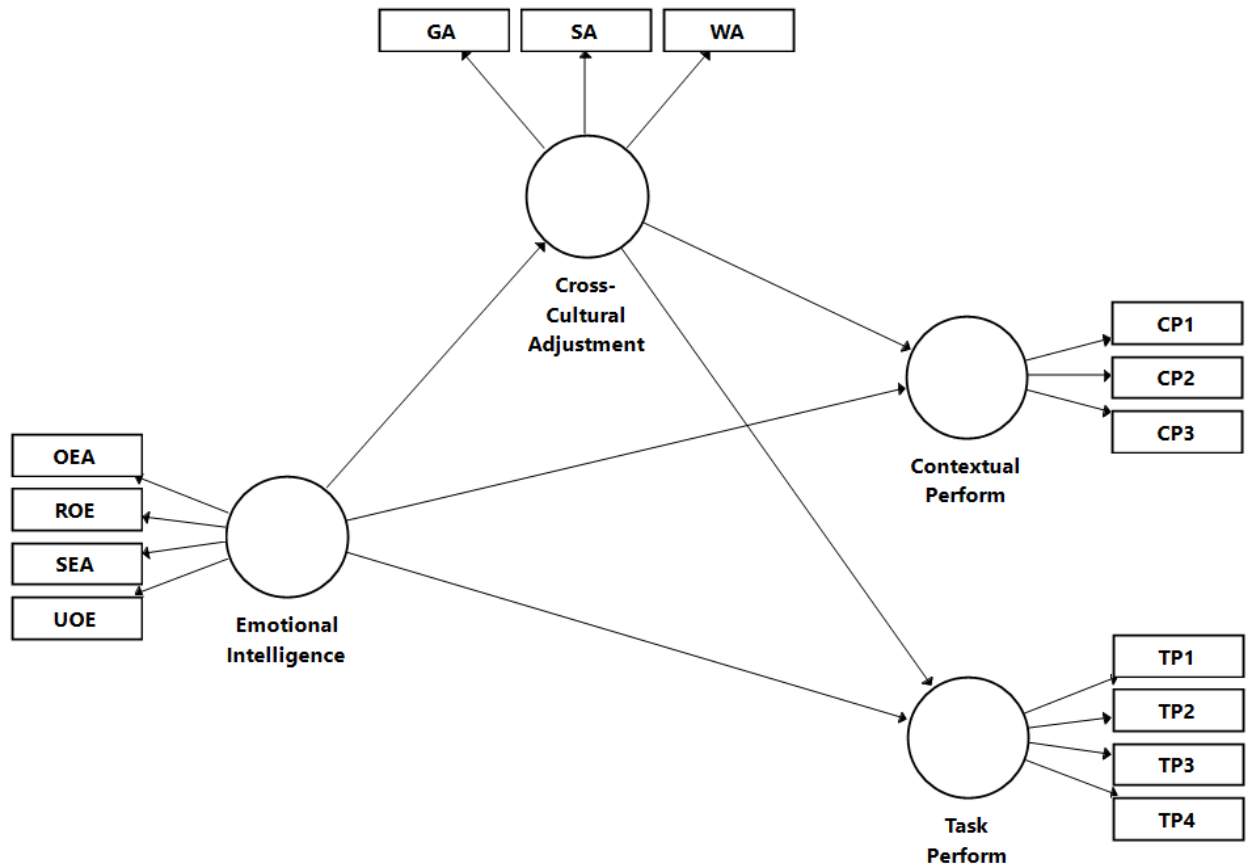 GA
SA
WA
Cross-
Cultural
Adjustment
CP1
CP2
CP3
Contextual
Perform
OEA
ROE
SEA
UOE
Emotional
Intelligence
TP1
TP2
TP3
TP4
Task
Perform